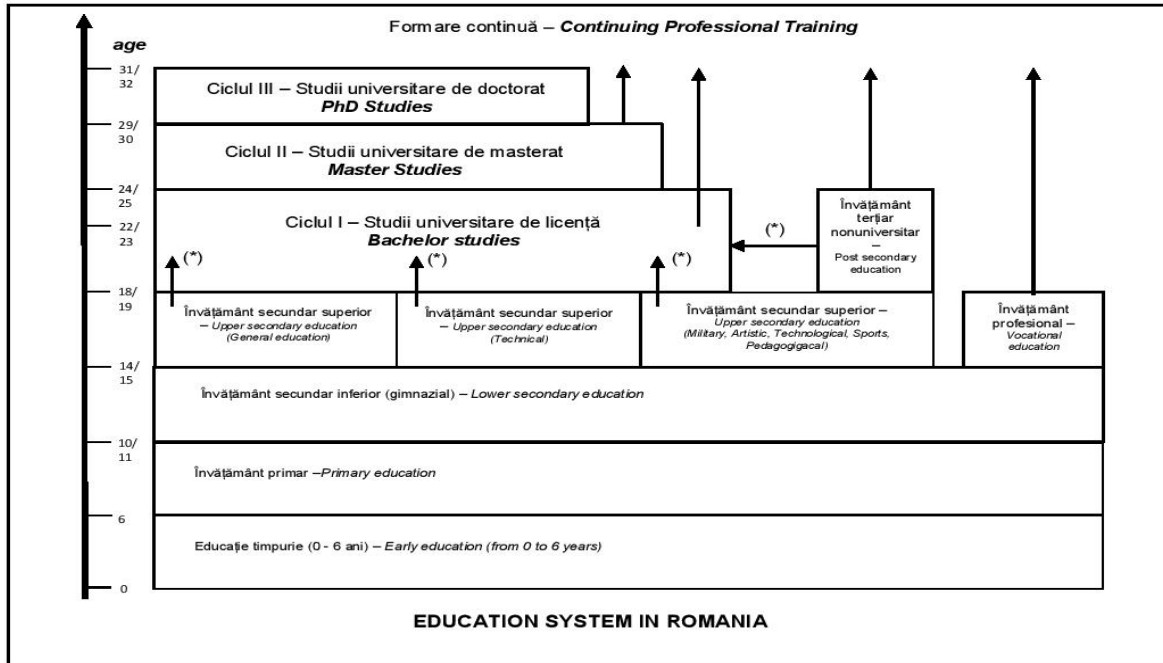 Formare continuă – Continuing Professional Training
age
31/
32
Ciclul III – Studii universitare de doctorat
PhD Studies
29/
30
Ciclul II – Studii universitare de masterat
Master Studies
24/
25
Ciclul I – Studii universitare de licență
Bachelor studies
22/
23
Învățământ
terțiar
nonuniversitar
–
Post secondary
education
(*)
(*)
(*)
(*)
18/
19
Învățământ secundar superior
– Upper secondary education
(General education)
Învățământ secundar superior
– Upper secondary education
(Technical)
Învățământ secundar superior –
Upper secondary education
(Military, Artistic, Technological, Sports,
Pedagogigacal)
Învățământ
profesional –
Vocational
education
14/
15
Învățământ secundar inferior (gimnazial) – Lower secondary education
10/
11
Învățământ primar –Primary education
6
Educație timpurie (0 - 6 ani) – Early education (from 0 to 6 years)
0
EDUCATION SYSTEM IN ROMANIA